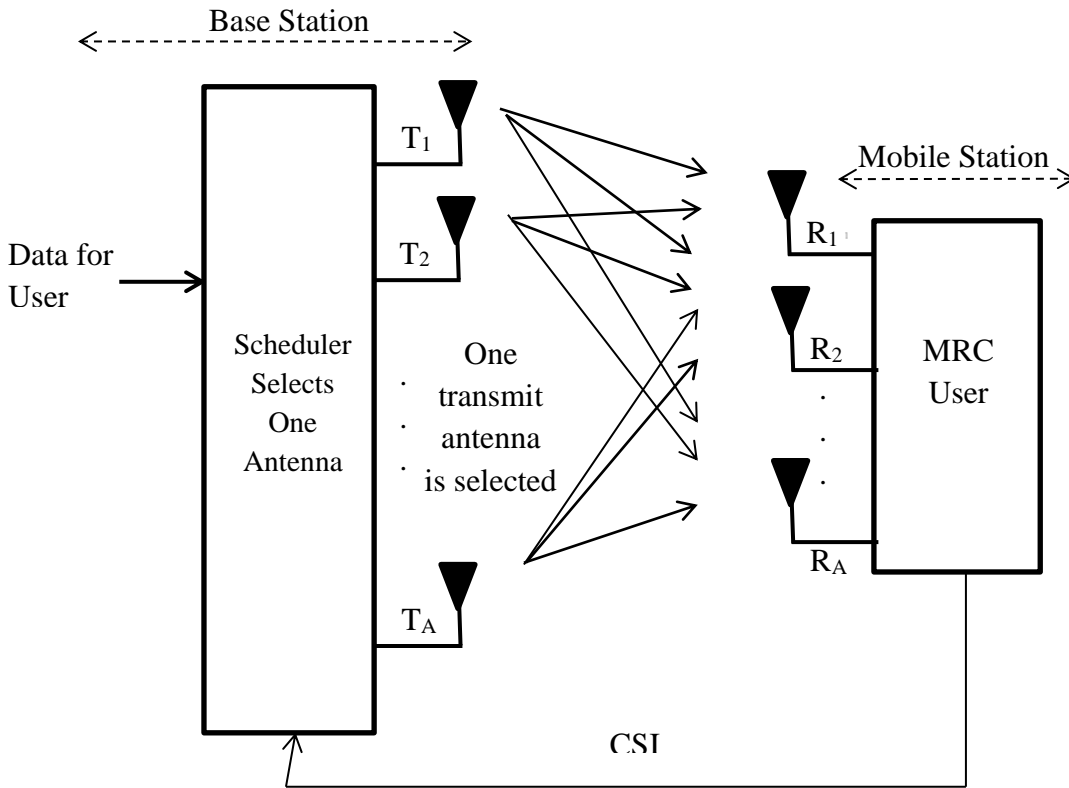 Base Station
T1
T2
Data for
User
Scheduler
Selects
One
Antenna
One
transmit
antenna
is selected
TA
Mobile Station
R1
R2
MRC
User
RA
CSI